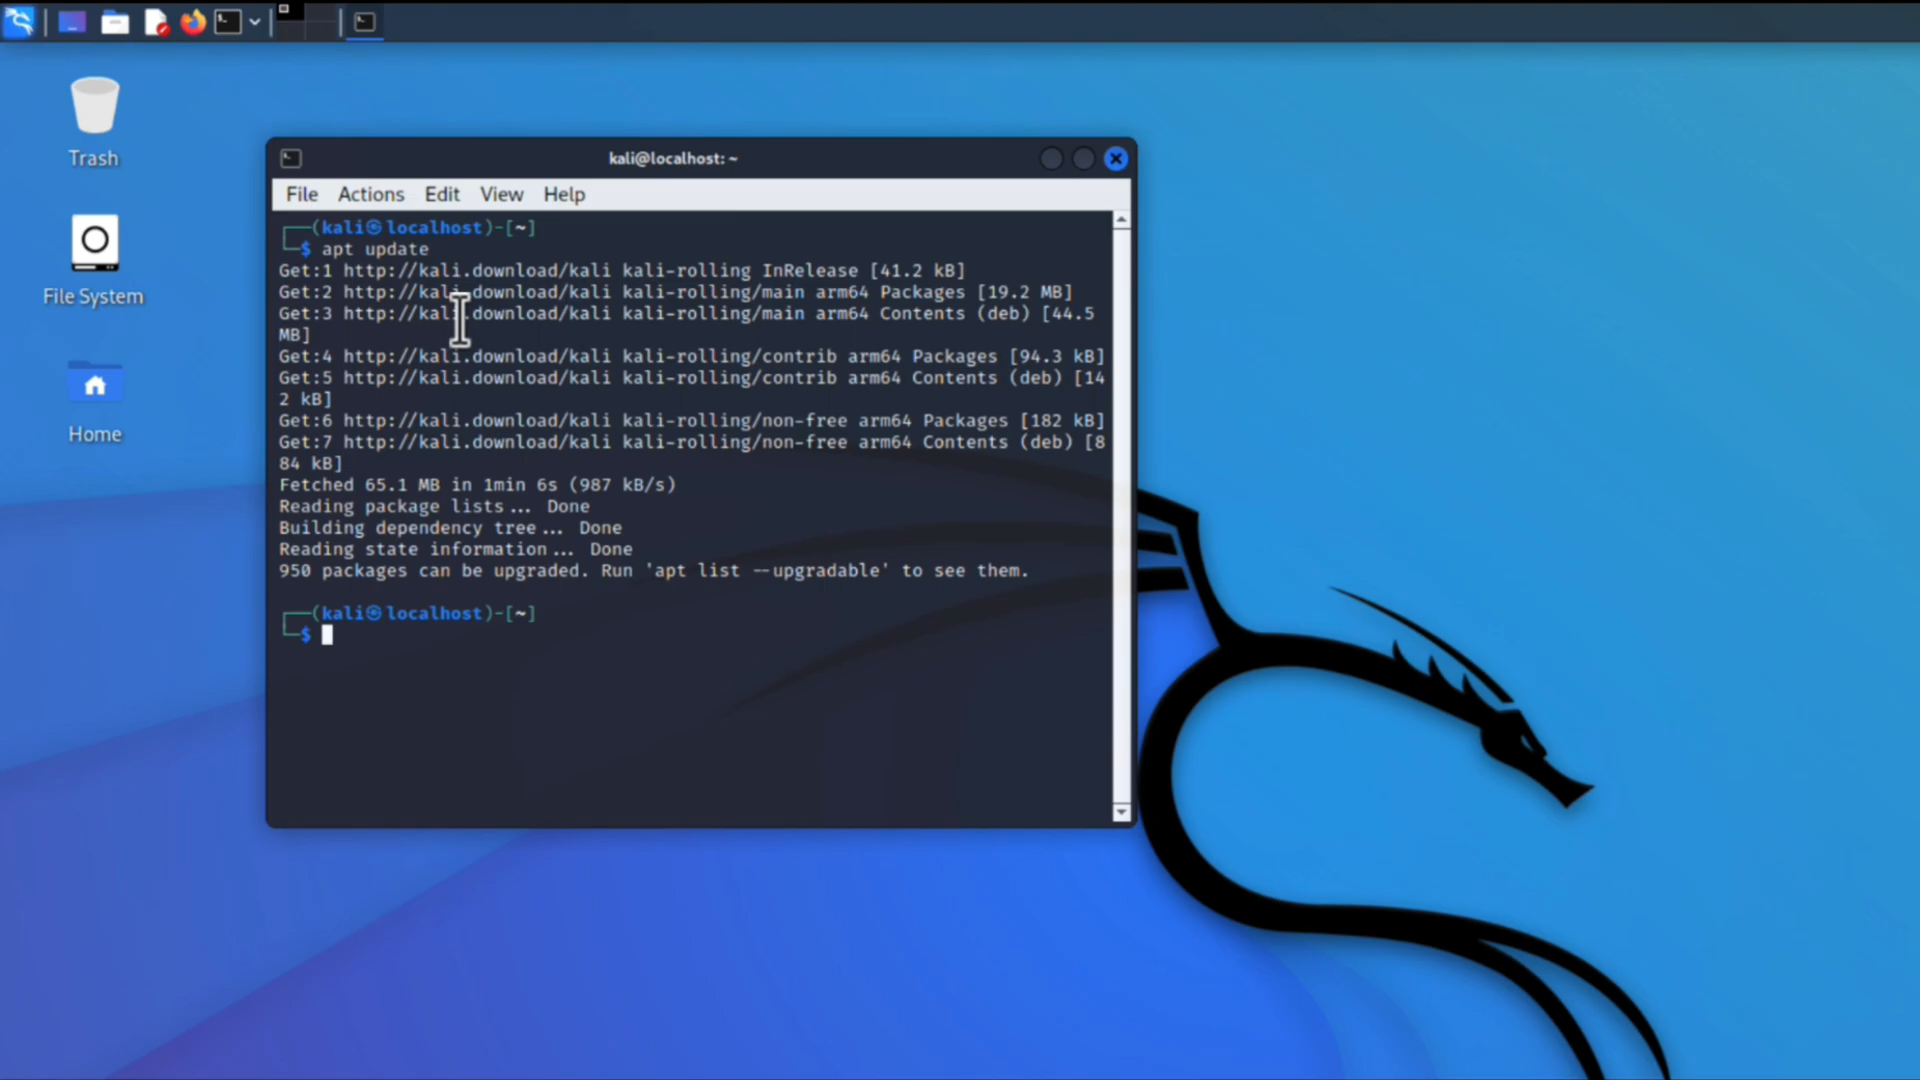 Trash
File System
Home
kali@localhost: ~
File Actions Edit View Help
┌──(kali㉿localhost)-[~]
└─$ apt update
Get:1 http://kali.download/kali kali-rolling InRelease [41.2 kB]
Get:2 http://kali.download/kali kali-rolling/main arm64 Packages [19.2 MB]
Get:3 http://kali.download/kali kali-rolling/main arm64 Contents (deb) [44.5
MB]
Get:4 http://kali.download/kali kali-rolling/contrib arm64 Packages [94.3 kB]
Get:5 http://kali.download/kali kali-rolling/contrib arm64 Contents (deb) [14
2 kB]
Get:6 http://kali.download/kali kali-rolling/non-free arm64 Packages [182 kB]
Get:7 http://kali.download/kali kali-rolling/non-free arm64 Contents (deb) [8
84 kB]
Fetched 65.1 MB in 1min 6s (987 kB/s)
Reading package lists... Done
Building dependency tree... Done
Reading state information... Done
950 packages can be upgraded. Run 'apt list --upgradable' to see them.
┌──(kali㉿localhost)-[~]
└─$